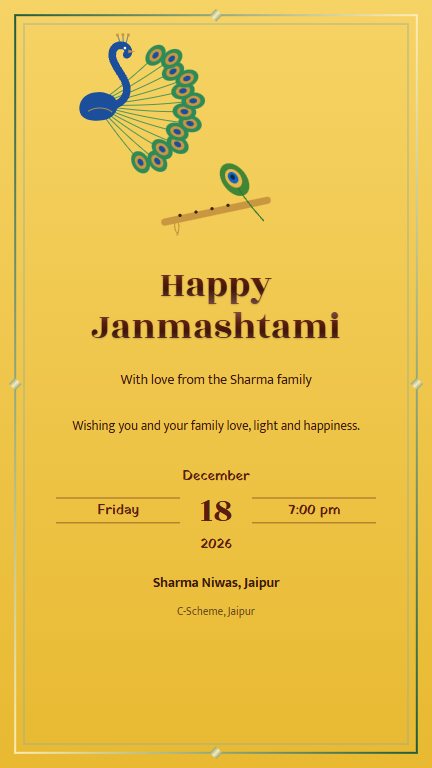 Happy
Janmashtami
With love from the Sharma family
Wishing you and your family love, light and happiness.
December
Friday 18 7:00 pm
2026
Sharma Niwas, Jaipur
C-Scheme, Jaipur